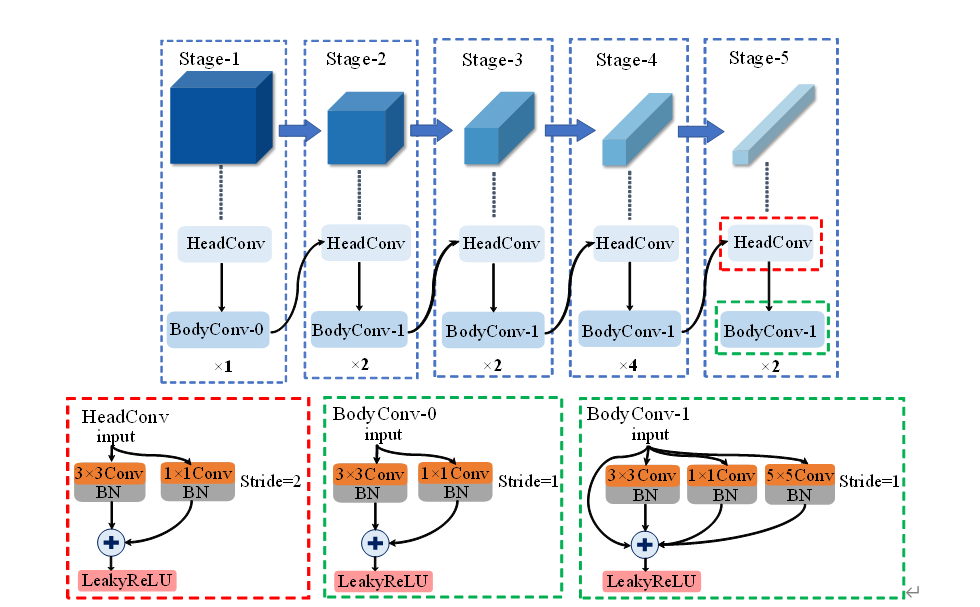 Stage-1
Stage-2
Stage-3
Stage-4
Stage-5
HeadConv
HeadConv
HeadConv
HeadConv
HeadConv
BodyConv-0
BodyConv-1
BodyConv-1
BodyConv-1
BodyConv-1
×1
×2
×2
×4
×2
HeadConv
input
3×3Conv
BN
1×1Conv
BN
Stride=2
LeakyReLU
BodyConv-0
input
3×3Conv
BN
1×1Conv
BN
Stride=1
LeakyReLU
BodyConv-1
input
3×3Conv
BN
1×1Conv
BN
5×5Conv
BN
Stride=1
LeakyReLU